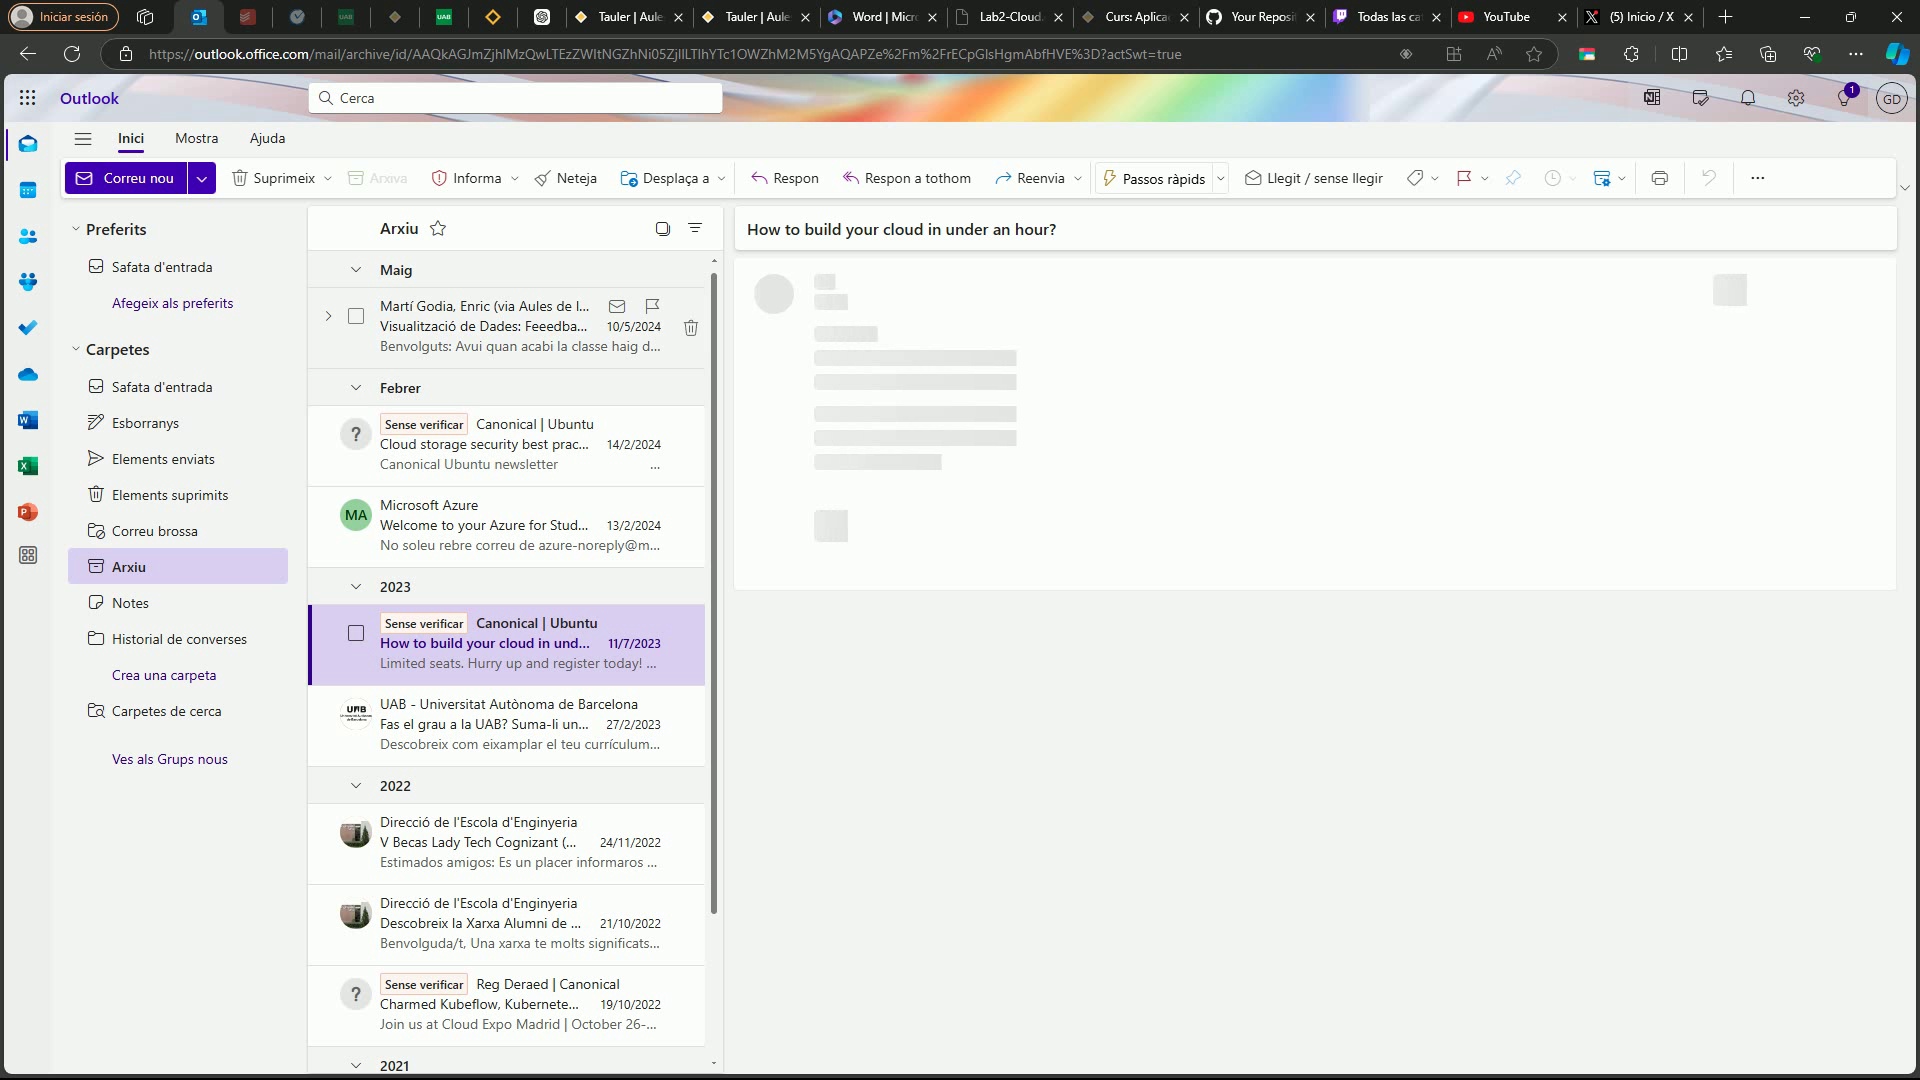 Iniciar sesión
Tauler | Aule
Tauler | Aule
Word | Micr
Lab2-Cloud.
Curs: Aplica
Your Reposit
Todas las ca
YouTube
(5) Inicio / X
https://outlook.office.com/mail/archive/id/AAQkAGJmZjhlMzQwLTEzZWItNGZhNi05ZjllLTlhYTc1OWZhM2M5YgAQAPZe%2Fm%2FrECpGlsHgmAbfHVE%3D?actSwt=true
Outlook
Cerca
1
GD
Inici
Mostra
Ajuda
Correu nou
Suprimeix
Arxiva
Informa
Neteja
Desplaça a
Respon
Respon a tothom
Reenvia
Passos ràpids
Llegit / sense llegir
Preferits
Safata d'entrada
Afegeix als preferits
Carpetes
Safata d'entrada
Esborranys
Elements enviats
Elements suprimits
Correu brossa
Arxiu
Notes
Historial de converses
Crea una carpeta
Carpetes de cerca
Ves als Grups nous
Arxiu
Maig
Martí Godia, Enric (via Aules de l...
Visualització de Dades: Feeedba... 10/5/2024
Benvolguts: Avui quan acabi la classe haig d...
Febrer
? Sense verificar Canonical | Ubuntu
Cloud storage security best prac... 14/2/2024
Canonical Ubuntu newsletter ...
MA Microsoft Azure
Welcome to your Azure for Stud... 13/2/2024
No soleu rebre correu de azure-noreply@m...
2023
Sense verificar Canonical | Ubuntu
How to build your cloud in und... 11/7/2023
Limited seats. Hurry up and register today! ...
UAB UAB - Universitat Autònoma de Barcelona
Fas el grau a la UAB? Suma-li un... 27/2/2023
Descobreix com eixamplar el teu currículum...
2022
Direcció de l'Escola d'Enginyeria
V Becas Lady Tech Cognizant (... 24/11/2022
Estimados amigos: Es un placer informaros ...
Direcció de l'Escola d'Enginyeria
Descobreix la Xarxa Alumni de ... 21/10/2022
Benvolguda/t, Una xarxa te molts significats...
? Sense verificar Reg Deraed | Canonical
Charmed Kubeflow, Kubernete... 19/10/2022
Join us at Cloud Expo Madrid | October 26-...
2021
How to build your cloud in under an hour?